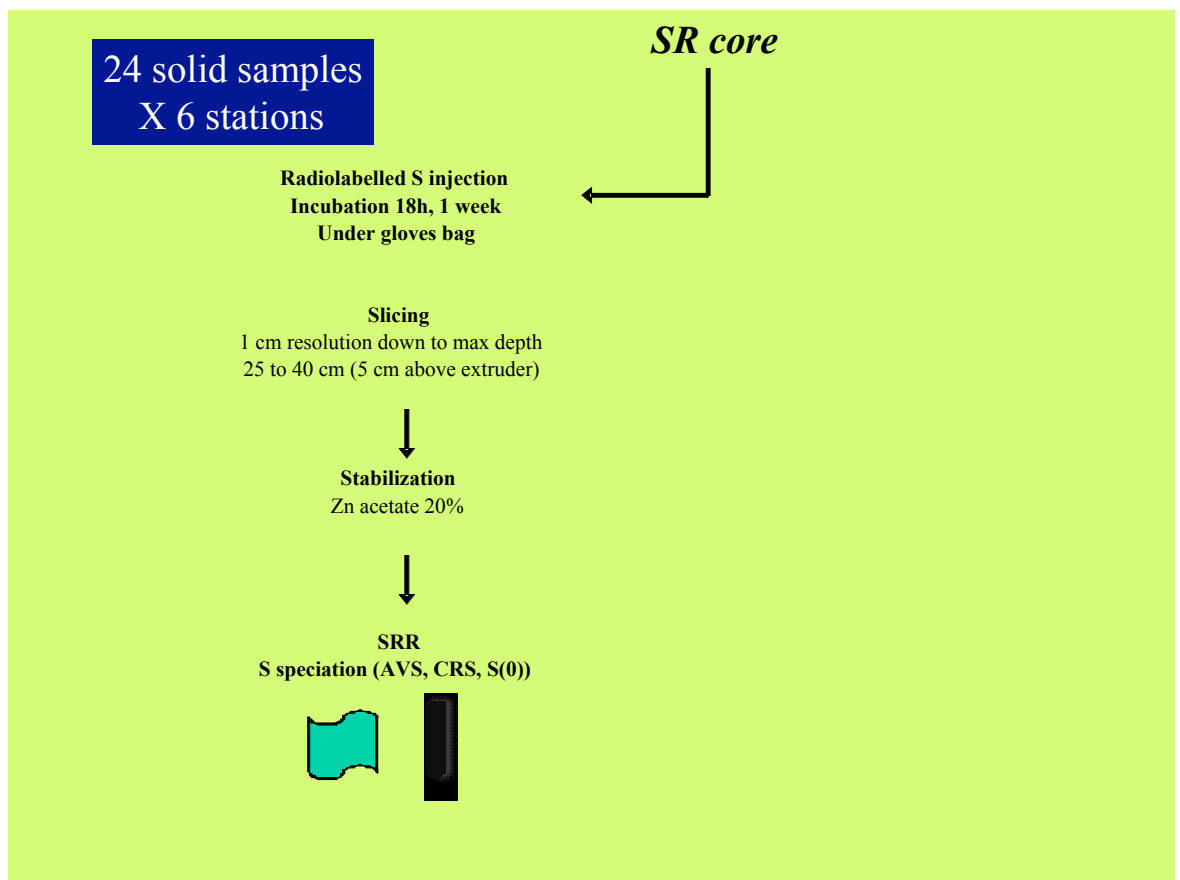 24 solid samples
X 6 stations
SR core
Radiolabelled S injection
Incubation 18h, 1 week
Under gloves bag
Slicing
1 cm resolution down to max depth
25 to 40 cm (5 cm above extruder)
Stabilization
Zn acetate 20%
SRR
S speciation (AVS, CRS, S(0))